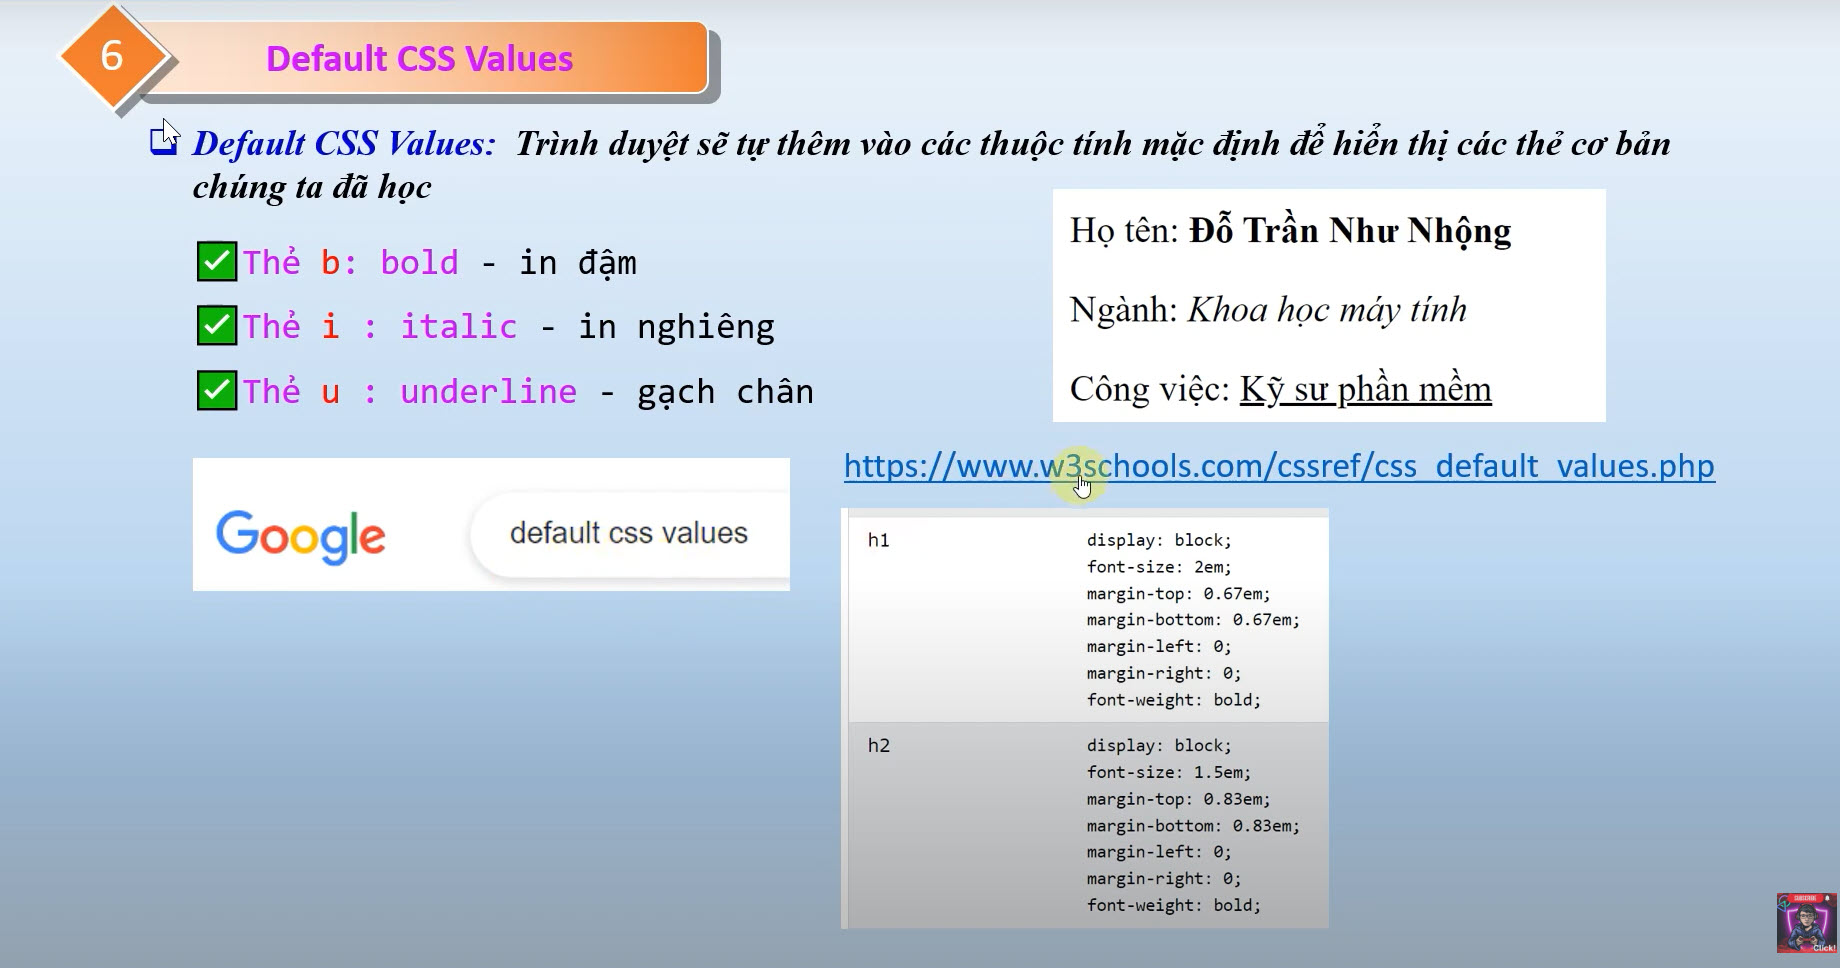 6
Default CSS Values
Default CSS Values: Trình duyệt sẽ tự thêm vào các thuộc tính mặc định để hiển thị các thẻ cơ bản
chúng ta đã học
Thẻ b: bold - in đậm
Thẻ i : italic - in nghiêng
Thẻ u : underline - gạch chân
Họ tên: Đỗ Trần Như Nhộng
Ngành: Khoa học máy tính
Công việc: Kỹ sư phần mềm
Google
default css values
https://www.w3schools.com/cssref/css_default_values.php
h1
display: block;
font-size: 2em;
margin-top: 0.67em;
margin-bottom: 0.67em;
margin-left: 0;
margin-right: 0;
font-weight: bold;
h2
display: block;
font-size: 1.5em;
margin-top: 0.83em;
margin-bottom: 0.83em;
margin-left: 0;
margin-right: 0;
font-weight: bold;
Click!